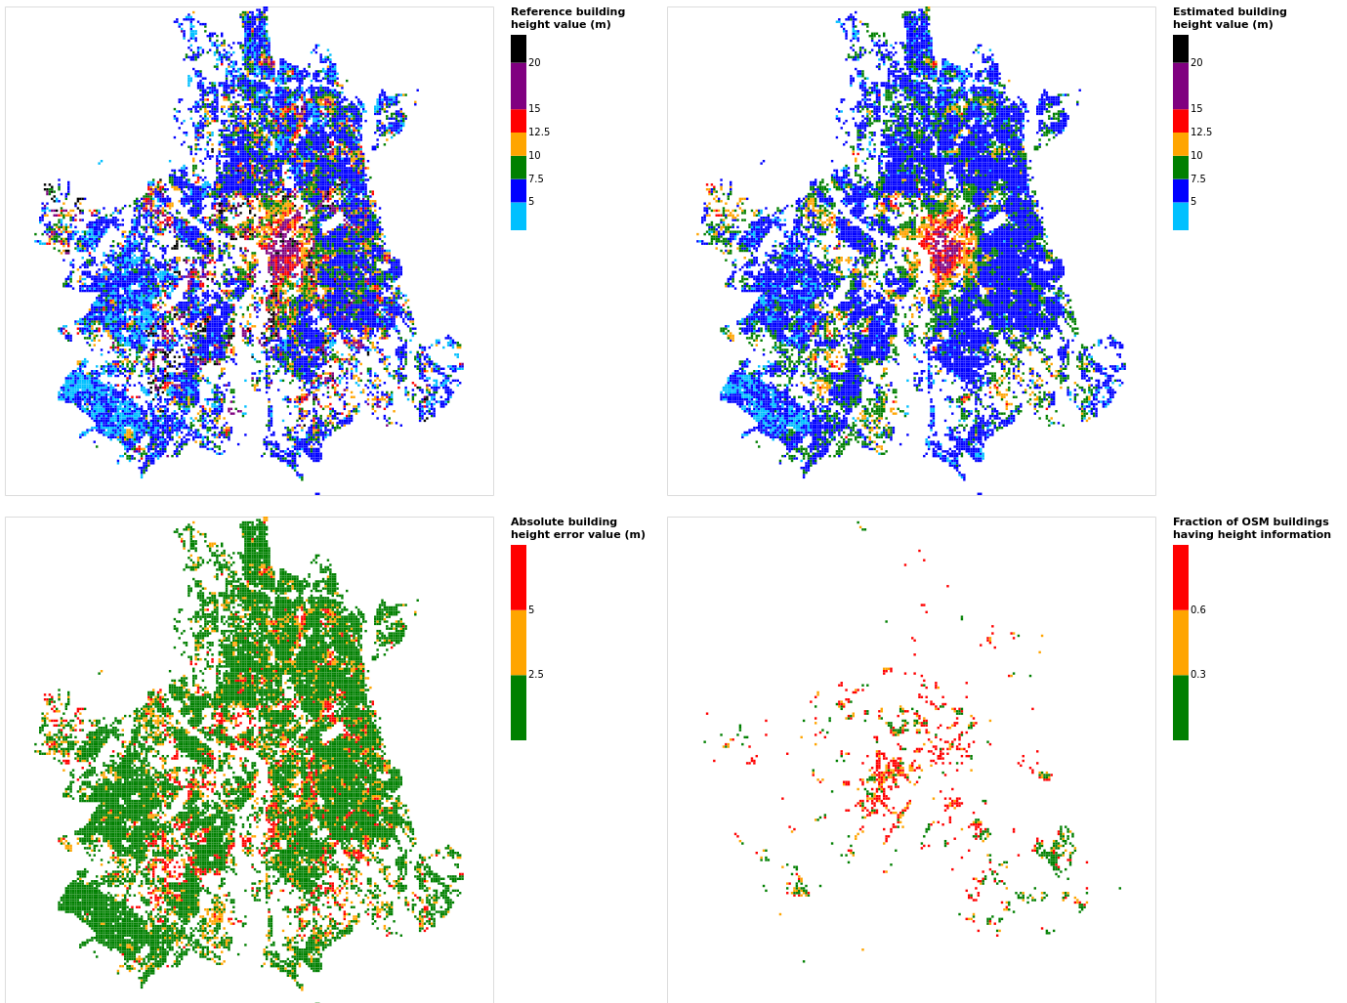 Reference building
height value (m)
20
15
12.5
10
7.5
5
Estimated building
height value (m)
20
15
12.5
10
7.5
5
Absolute building
height error value (m)
5
2.5
Fraction of OSM buildings
having height information
0.6
0.3